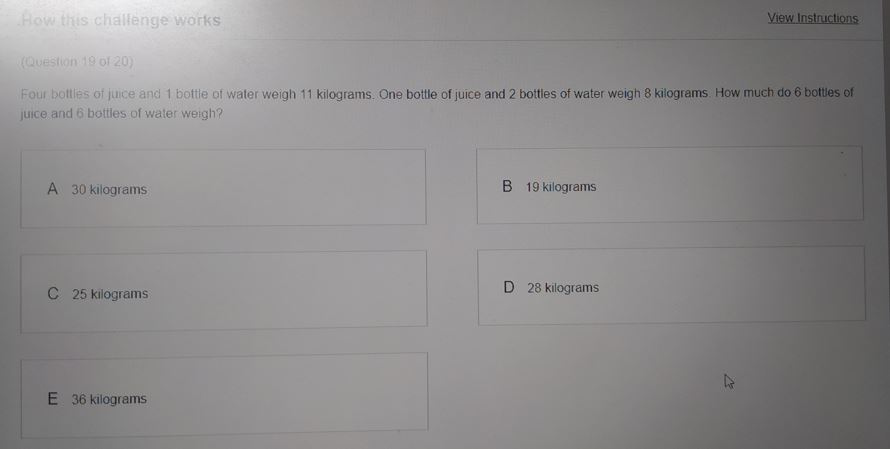 How this challenge works
View Instructions
(Question 19 of 20)
Four bottles of juice and 1 bottle of water weigh 11 kilograms. One bottle of juice and 2 bottles of water weigh 8 kilograms. How much do 6 bottles of
juice and 6 bottles of water weigh?
A 30 kilograms
B 19 kilograms
C 25 kilograms
D 28 kilograms
E 36 kilograms